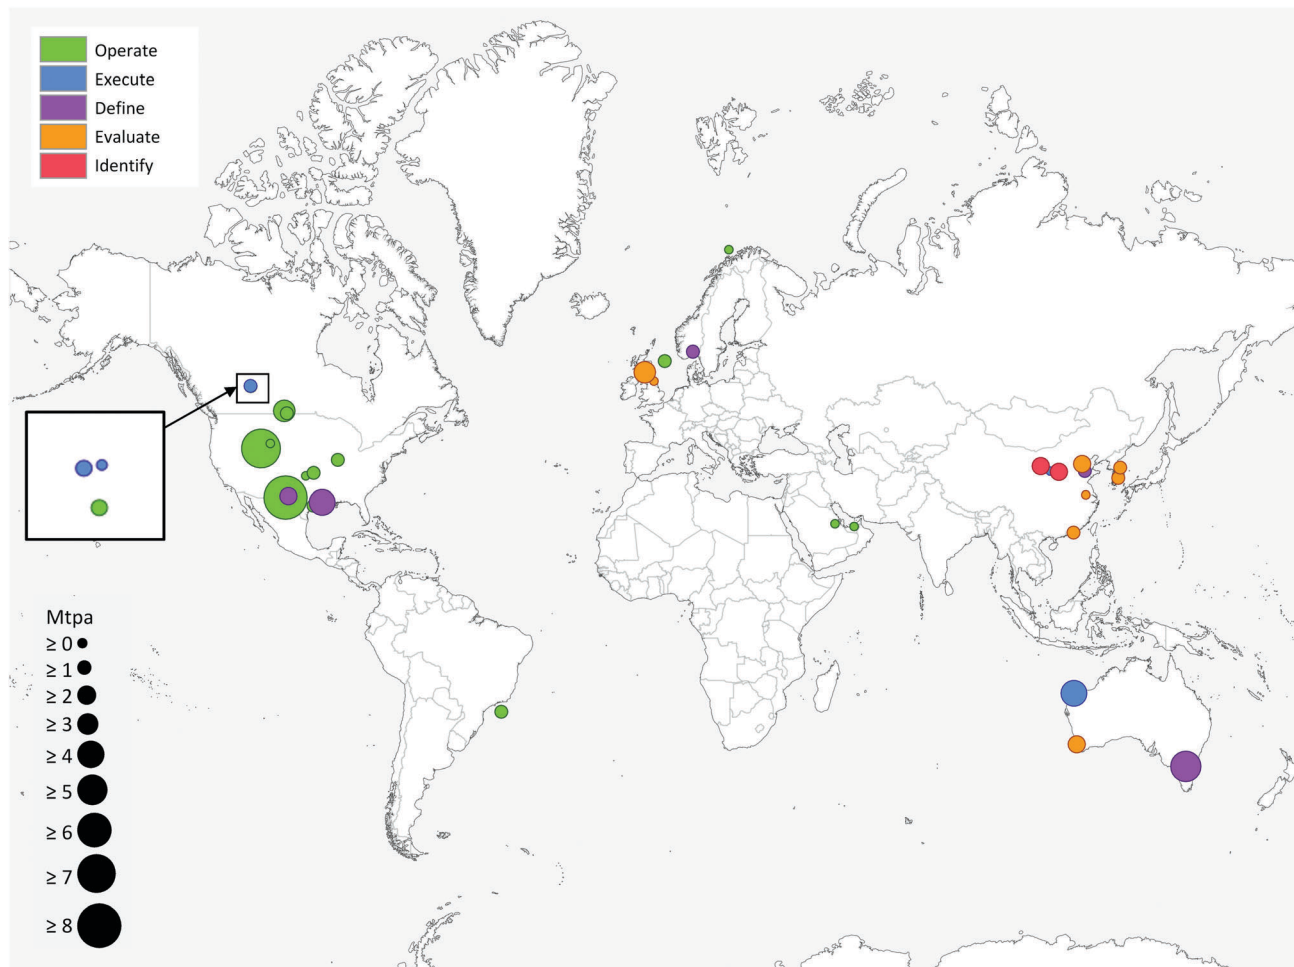 Operate
Execute
Define
Evaluate
Identify
Mtpa
≥ 0
≥ 1
≥ 2
≥ 3
≥ 4
≥ 5
≥ 6
≥ 7
≥ 8